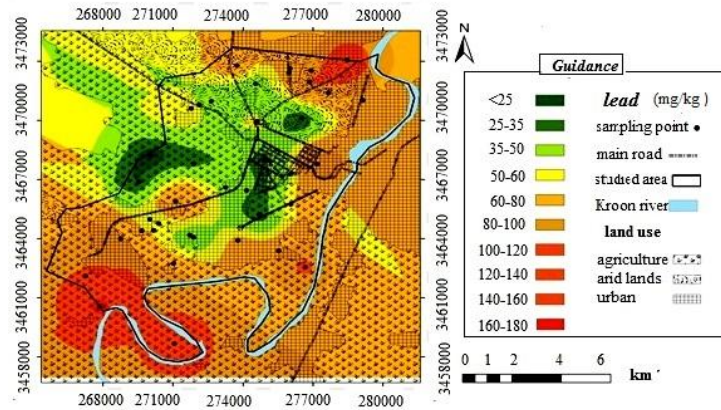 268000 271000 274000 277000 280000
3473000
3470000
3467000
3464000
3461000
3458000
3473000
3470000
3467000
3464000
3461000
3458000
268000 271000 274000 277000 280000
N
Guidance
<25 lead (mg/kg)
25-35 sampling point
35-50 main road
50-60 studied area
60-80 Kroon river
80-100 land use
100-120 agriculture
120-140 arid lands
140-160 urban
160-180
0 1 2 4 6 km